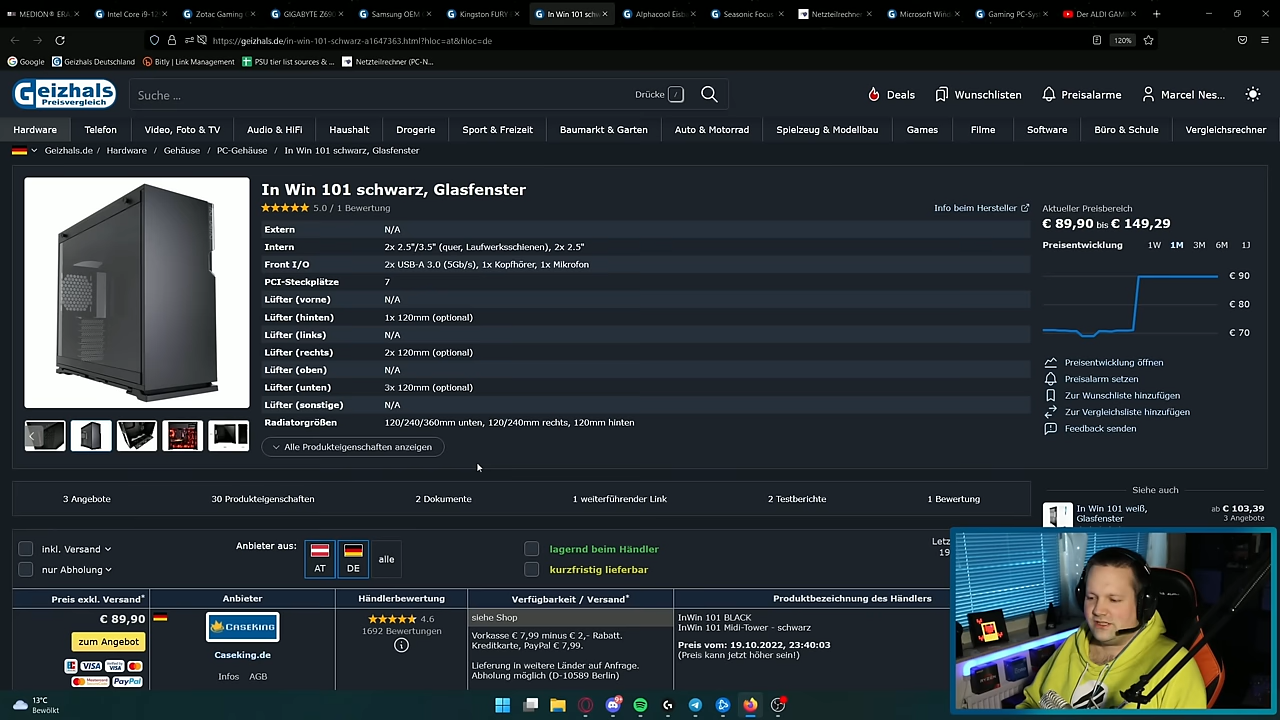 MEDION® ERA
Intel Core i9-12
Zotac Gaming
GIGABYTE Z690
Samsung OEM
Kingston FURY
In Win 101 schw
Alphacool Eisb
Seasonic Focus
Netzteilrechner
Microsoft Win
Gaming PC-Sys
Der ALDI GAM
https://geizhals.de/in-win-101-schwarz-a1647363.html?hloc=at&hloc=de
120%
Google
Geizhals Deutschland
Bitly | Link Management
PSU tier list sources & ...
Netzteilrechner (PC-N...
Geizhals
Preisvergleich
Suche ...
Drücke /
Deals
Wunschlisten
Preisalarme
Marcel Nes...
Hardware
Telefon
Video, Foto & TV
Audio & HiFi
Haushalt
Drogerie
Sport & Freizeit
Baumarkt & Garten
Auto & Motorrad
Spielzeug & Modellbau
Games
Filme
Software
Büro & Schule
Vergleichsrechner
Geizhals.de / Hardware / Gehäuse / PC-Gehäuse / In Win 101 schwarz, Glasfenster
In Win 101 schwarz, Glasfenster
5.0 / 1 Bewertung
Info beim Hersteller
Extern N/A
Intern 2x 2.5"/3.5" (quer, Laufwerksschienen), 2x 2.5"
Front I/O 2x USB-A 3.0 (5Gb/s), 1x Kopfhörer, 1x Mikrofon
PCI-Steckplätze 7
Lüfter (vorne) N/A
Lüfter (hinten) 1x 120mm (optional)
Lüfter (links) N/A
Lüfter (rechts) 2x 120mm (optional)
Lüfter (oben) N/A
Lüfter (unten) 3x 120mm (optional)
Lüfter (sonstige) N/A
Radiatorgrößen 120/240/360mm unten, 120/240mm rechts, 120mm hinten
Alle Produkteigenschaften anzeigen
Aktueller Preisbereich
€ 89,90 bis € 149,29
Preisentwicklung 1W 1M 3M 6M 1J
€ 90
€ 80
€ 70
Preisentwicklung öffnen
Preisalarm setzen
Zur Wunschliste hinzufügen
Zur Vergleichsliste hinzufügen
Feedback senden
3 Angebote
30 Produkteigenschaften
2 Dokumente
1 weiterführender Link
2 Testberichte
1 Bewertung
Siehe auch
In Win 101 weiß,
Glasfenster
ab € 103,39
3 Angebote
inkl. Versand
nur Abholung
Anbieter aus:
AT
DE
alle
lagernd beim Händler
kurzfristig lieferbar
Letz
19
Preis exkl. Versand*
Anbieter
Händlerbewertung
Verfügbarkeit / Versand*
Produktbezeichnung des Händlers
€ 89,90
zum Angebot
VISA
PayPal
CASEKING
Caseking.de
Infos AGB
4.6
1692 Bewertungen
siehe Shop
Vorkasse € 7,99 minus € 2,- Rabatt.
Kreditkarte, PayPal € 7,99.
Lieferung in weitere Länder auf Anfrage.
Abholung möglich (D-10589 Berlin)
InWin 101 BLACK
InWin 101 Midi-Tower - schwarz
Preis vom: 19.10.2022, 23:40:03
(Preis kann jetzt höher sein!)
13°C
Bewölkt